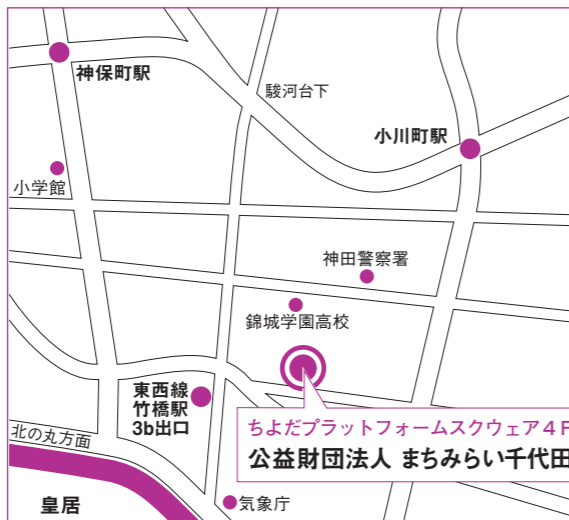 神保町駅
駿河台下
小川町駅
小学館
神田警察署
錦城学園高校
東西線
竹橋駅
3b出口
ちよだプラットフォームスクウェア4F
公益財団法人 まちみらい千代田
北の丸方面
皇居
気象庁